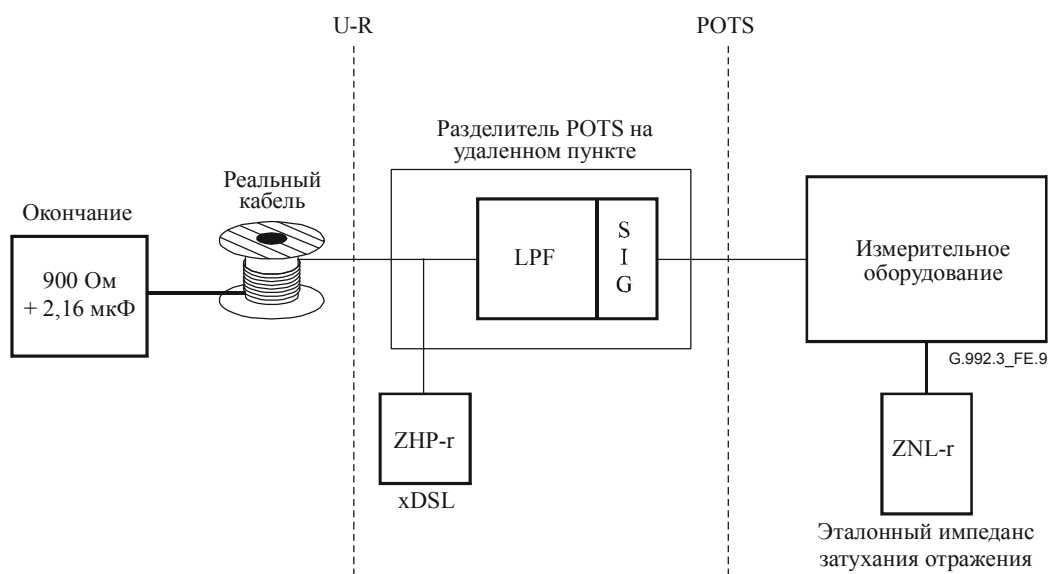 U-R
POTS
Разделитель POTS на
удаленном пункте
Реальный
кабель
Окончание
900 Ом
+ 2,16 мкФ
LPF
S
I
G
Измерительное
оборудование
G.992.3_FE.9
ZHP-r
xDSL
ZNL-r
Эталонный импеданс
затухания отражения